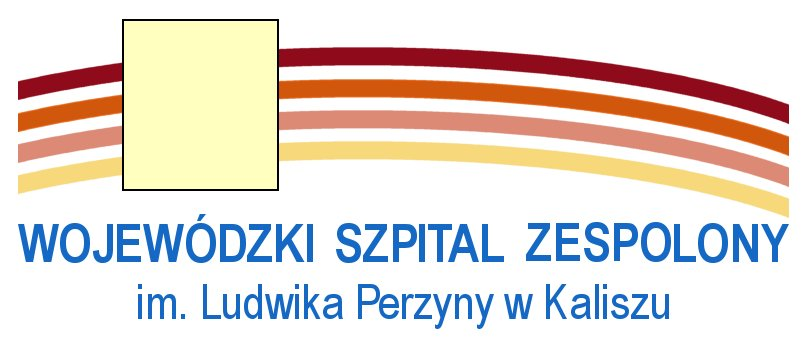 WOJEWÓDZKI SZPITAL ZESPOLONY
im. Ludwika Perzyny w Kaliszu